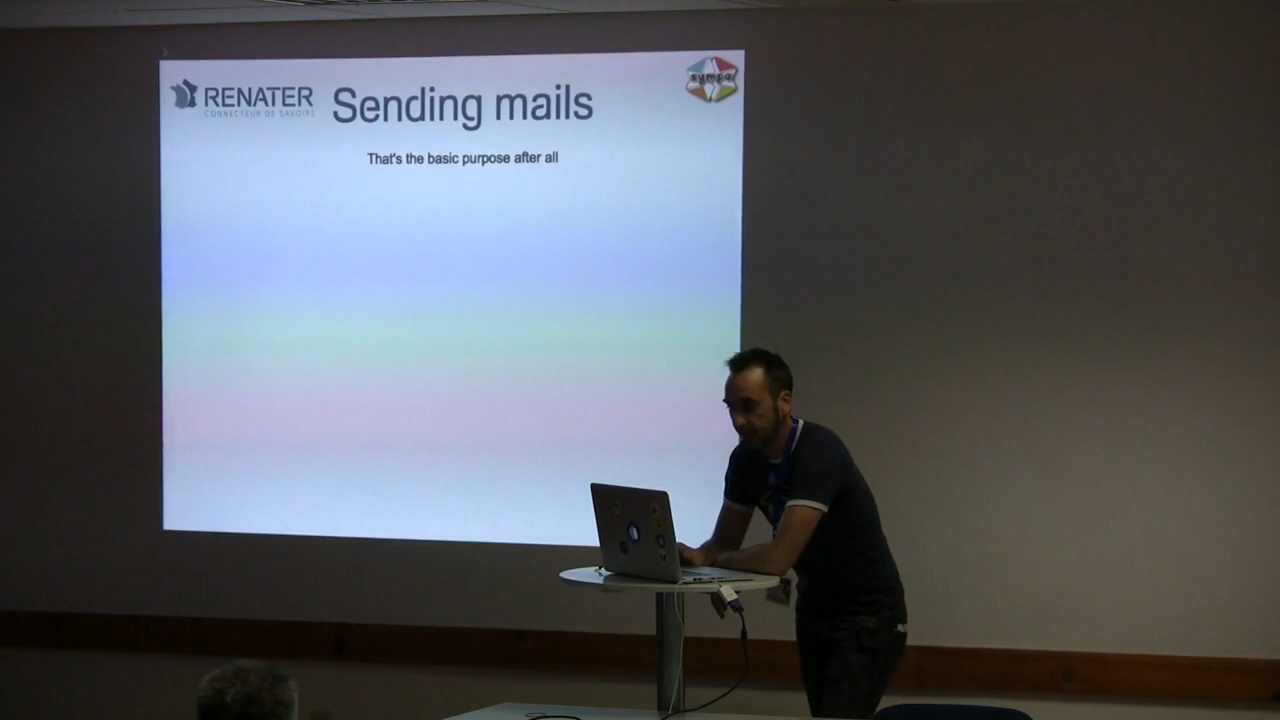 RENATER
CONNECTEUR DE SAVOIRS
Sending mails
sympa
That's the basic purpose after all